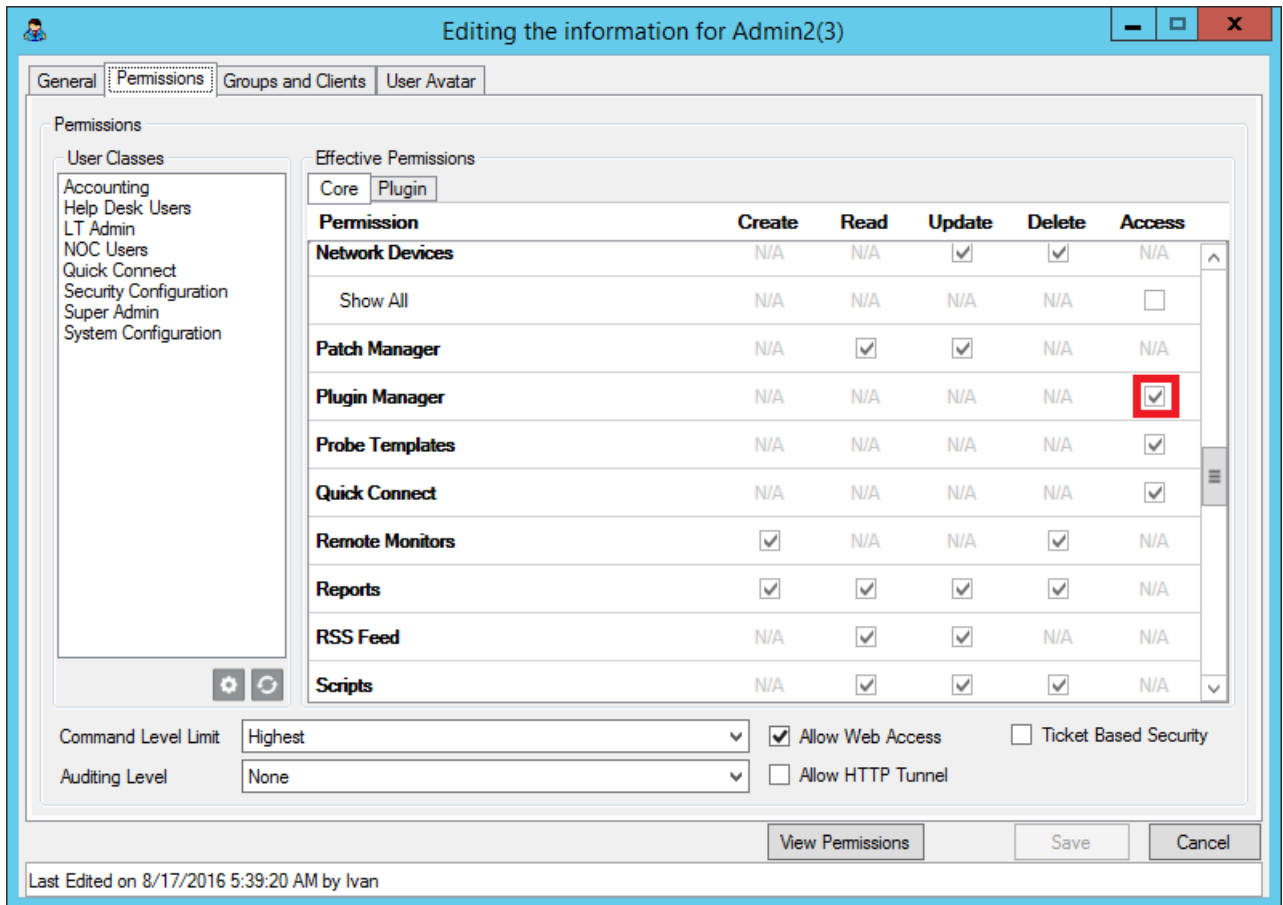 Editing the information for Admin2(3)
General Permissions Groups and Clients User Avatar
Permissions
User Classes
Accounting
Help Desk Users
LT Admin
NOC Users
Quick Connect
Security Configuration
Super Admin
System Configuration
Effective Permissions
Core Plugin
Permission Create Read Update Delete Access
Network Devices N/A N/A N/A
Show All N/A N/A N/A N/A
Patch Manager N/A N/A N/A
Plugin Manager N/A N/A N/A N/A
Probe Templates N/A N/A N/A N/A
Quick Connect N/A N/A N/A N/A
Remote Monitors N/A N/A N/A
Reports N/A
RSS Feed N/A N/A N/A
Scripts N/A N/A
Command Level Limit Highest Allow Web Access Ticket Based Security
Auditing Level None Allow HTTP Tunnel
View Permissions Save Cancel
Last Edited on 8/17/2016 5:39:20 AM by Ivan